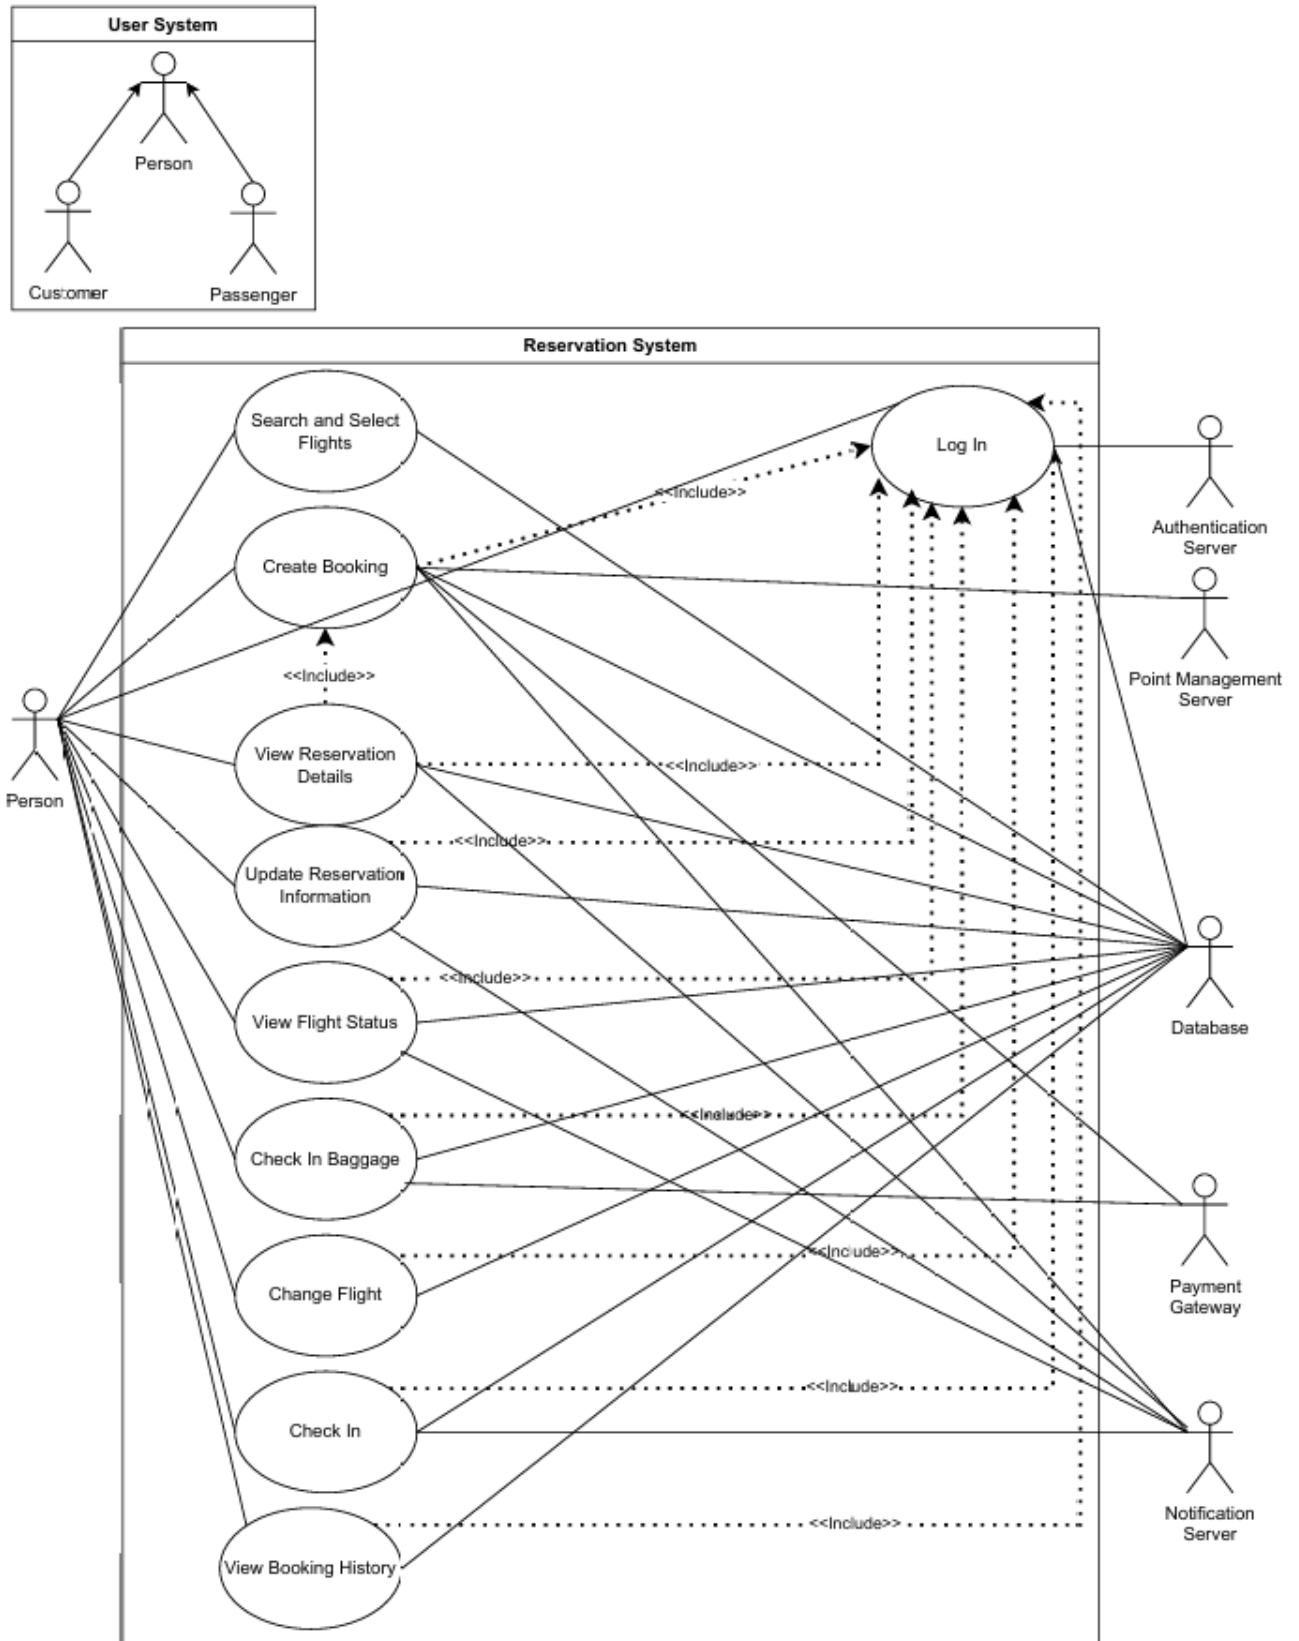 User System
Person
Customer
Passenger
Reservation System
Search and Select
Flights
Log In
<<Include>>
Authentication
Server
Create Booking
Point Management
Server
<<Include>>
View Reservation
Details
<<Include>>
Person
<<Include>>
Update Reservation
Information
<<Include>>
View Flight Status
Database
<<Include>>
Check In Baggage
<<Include>>
Change Flight
Payment
Gateway
<<Include>>
Check In
<<Include>>
View Booking History
Notification
Server